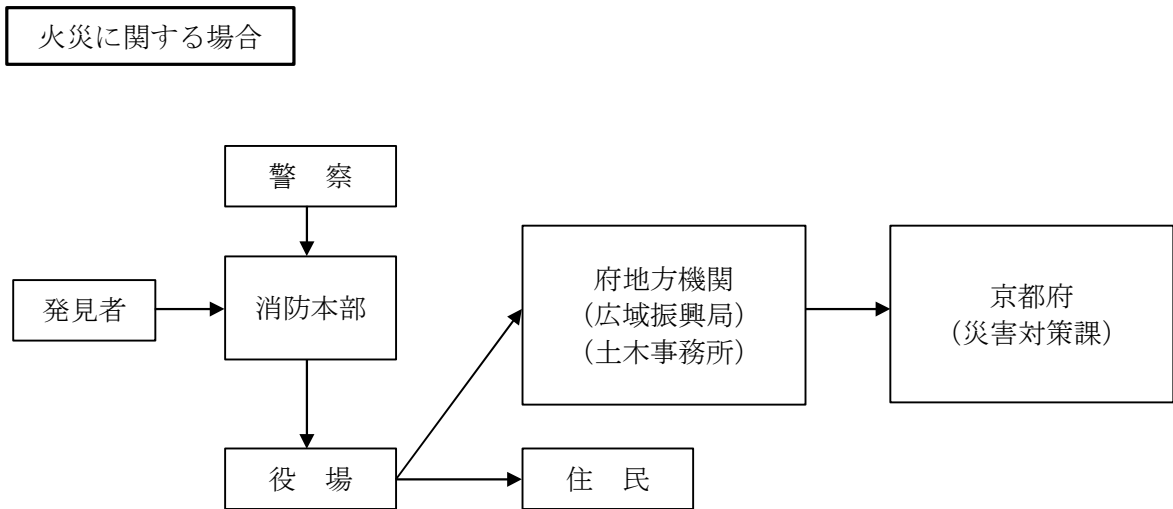 火災に関する場合
警　察
発見者
消防本部
府地方機関
（広域振興局）
（土木事務所）
京都府
（災害対策課）
役　場
住　民